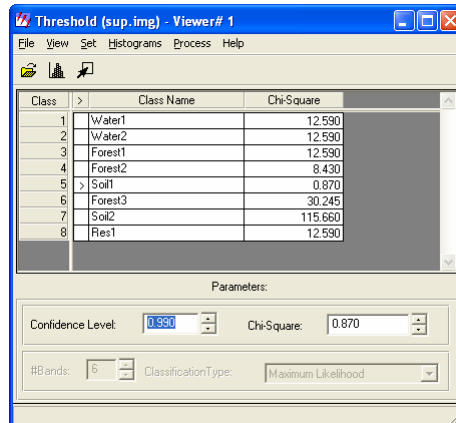 Threshold (sup.img) - Viewer# 1
File View Set Histograms Process Help
Class > Class Name Chi-Square
1 Water1 12.590
2 Water2 12.590
3 Forest1 12.590
4 Forest2 8.430
5 > Soil1 0.870
6 Forest3 30.245
7 Soil2 115.660
8 Res1 12.590
Parameters:
Confidence Level: 0.990 Chi-Square: 0.870
#Bands: 6 ClassificationType: Maximum Likelihood